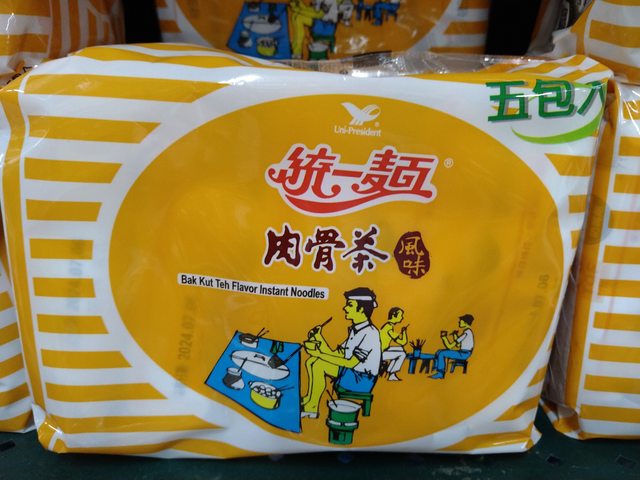 五包入
Uni-President
®
統一麵®
肉骨茶風味
Bak Kut Teh Flavor Instant Noodles